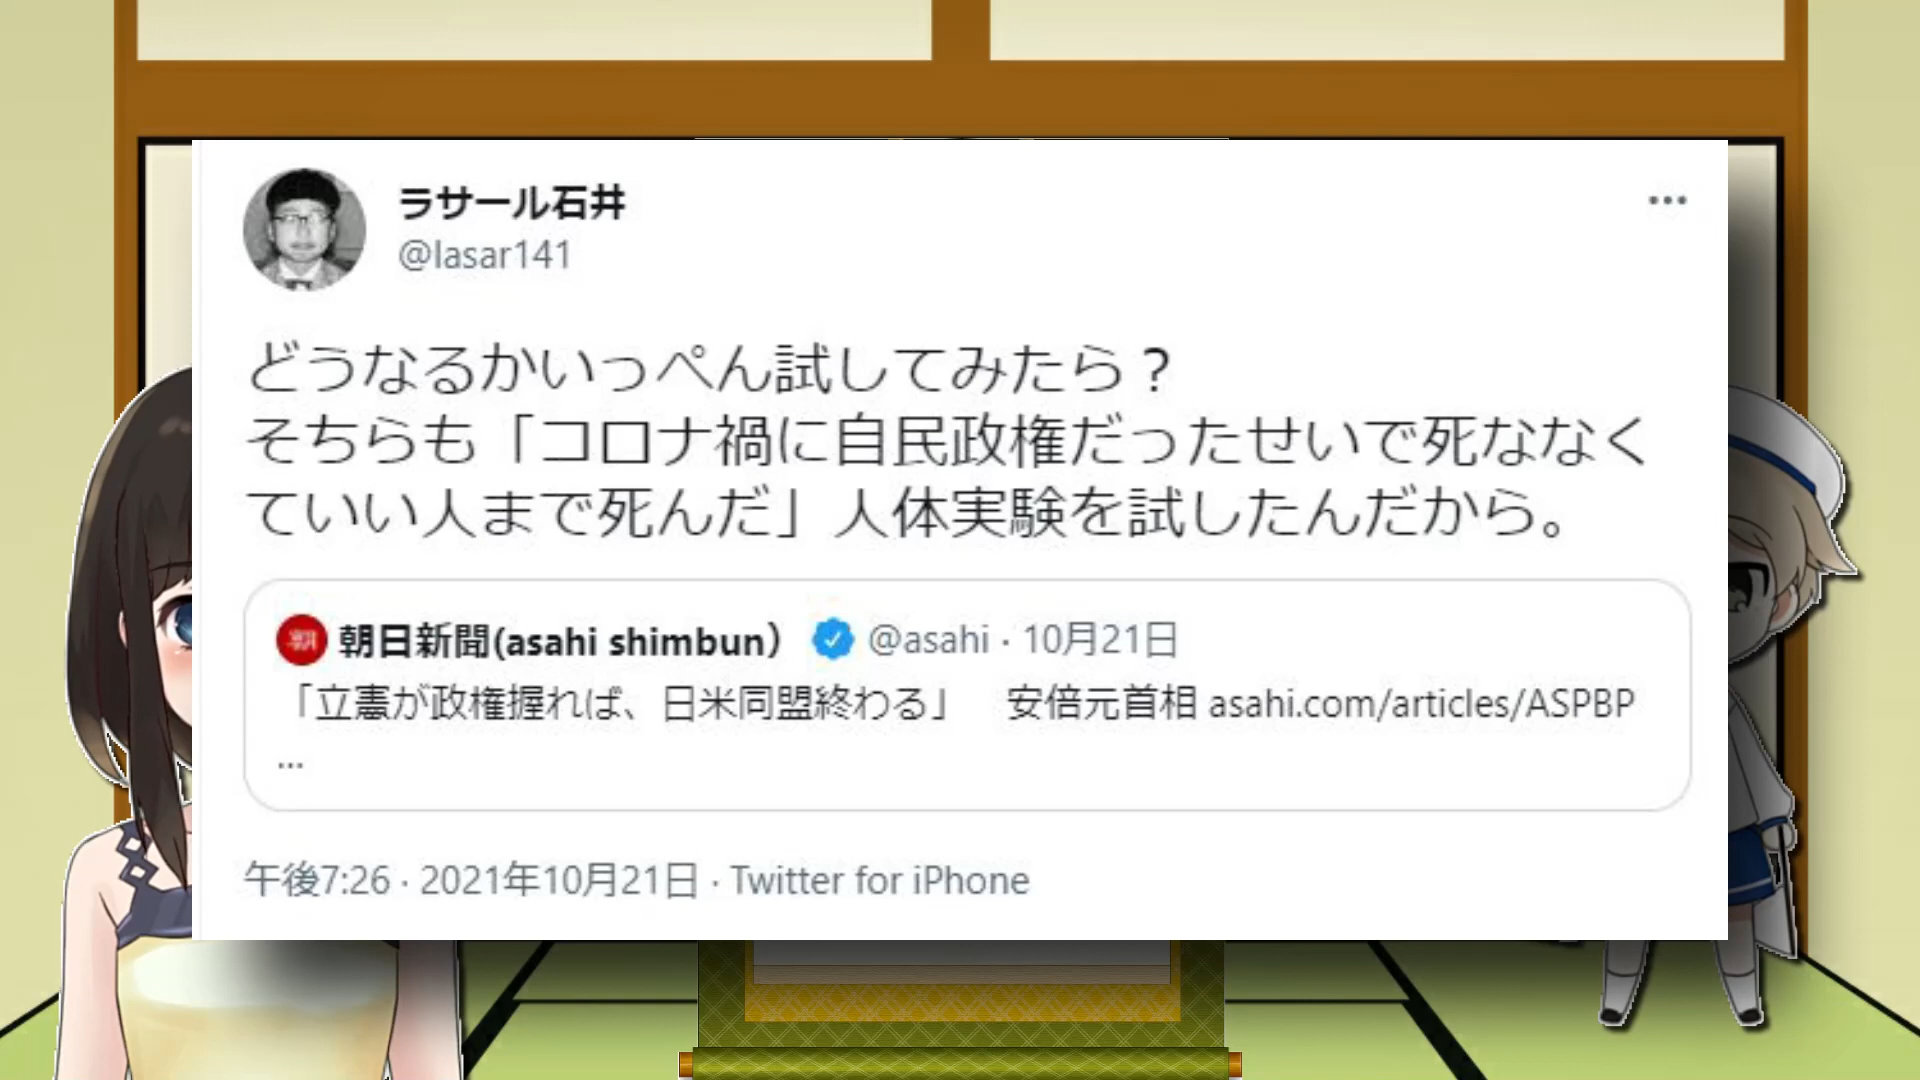 ラサール石井
@lasar141
どうなるかいっぺん試してみたら？
そちらも「コロナ禍に自民政権だったせいで死ななく
ていい人まで死んだ」人体実験を試したんだから。
朝日新聞(asahi shimbun） @asahi · 10月21日
「立憲が政権握れば、日米同盟終わる」　安倍元首相 asahi.com/articles/ASPBP
...
午後7:26 · 2021年10月21日 · Twitter for iPhone